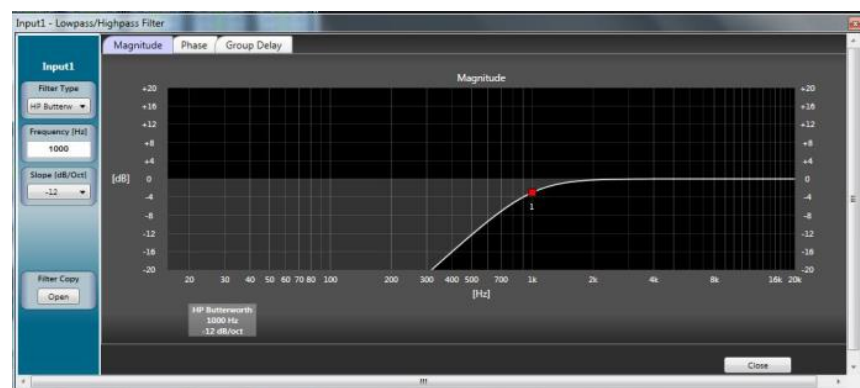 Input1 - Lowpass/Highpass Filter
Magnitude Phase Group Delay
Input1
Filter Type
HP Butterw
Frequency [Hz]
1000
Slope [dB/Oct]
-12
Filter Copy
Open
Magnitude
+20 +20
+16 +16
+12 +12
+8 +8
+4 +4
[dB] 0 0
-4 -4
-8 -8
-12 -12
-16 -16
-20 -20
1
20 30 40 50 60 70 80 100 200 300 400 500 700 1k 2k 4k 8k 16k 20k
[Hz]
HP Butterworth
1000 Hz
-12 dB/oct
Close